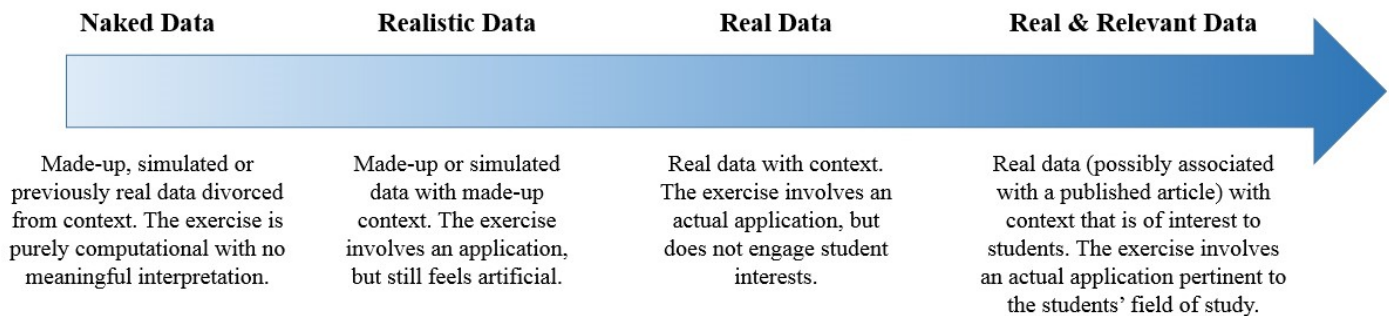 Naked Data
Realistic Data
Real Data
Real & Relevant Data
Made-up, simulated or
previously real data divorced
from context. The exercise is
purely computational with no
meaningful interpretation.
Made-up or simulated
data with made-up
context. The exercise
involves an application,
but still feels artificial.
Real data with context.
The exercise involves an
actual application, but
does not engage student
interests.
Real data (possibly associated
with a published article) with
context that is of interest to
students. The exercise involves
an actual application pertinent to
the students’ field of study.